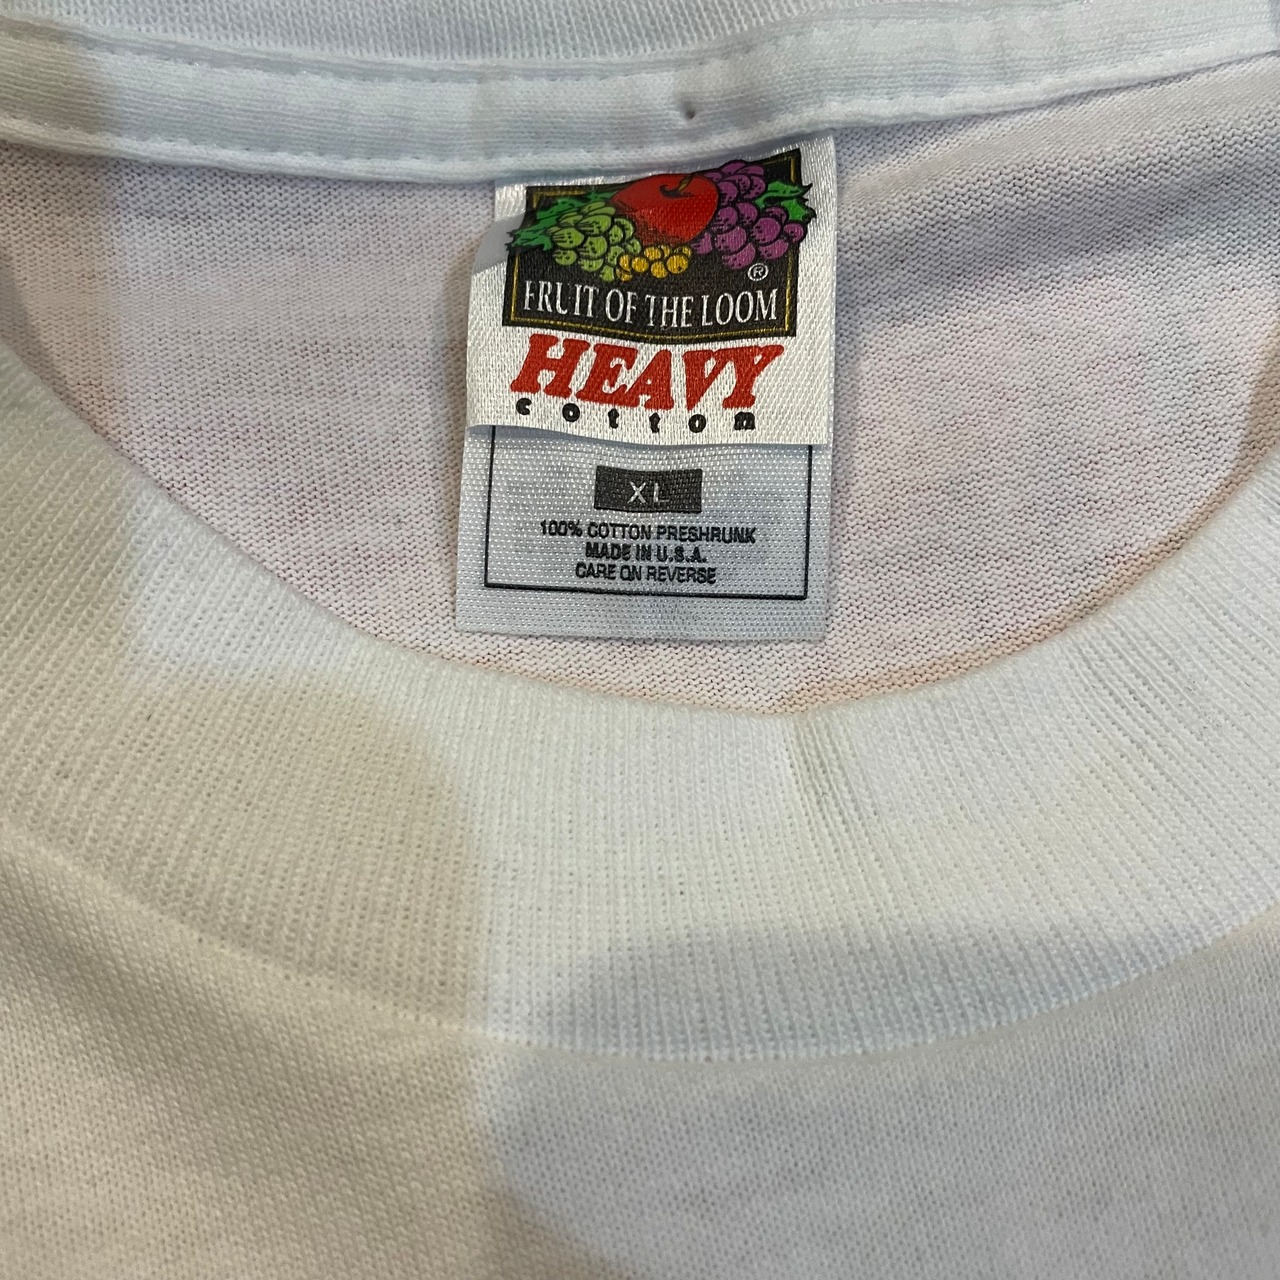 ®
FRUIT OF THE LOOM
HEAVY
cotton
XL
100% COTTON PRESHRUNK
MADE IN U.S.A.
CARE ON REVERSE